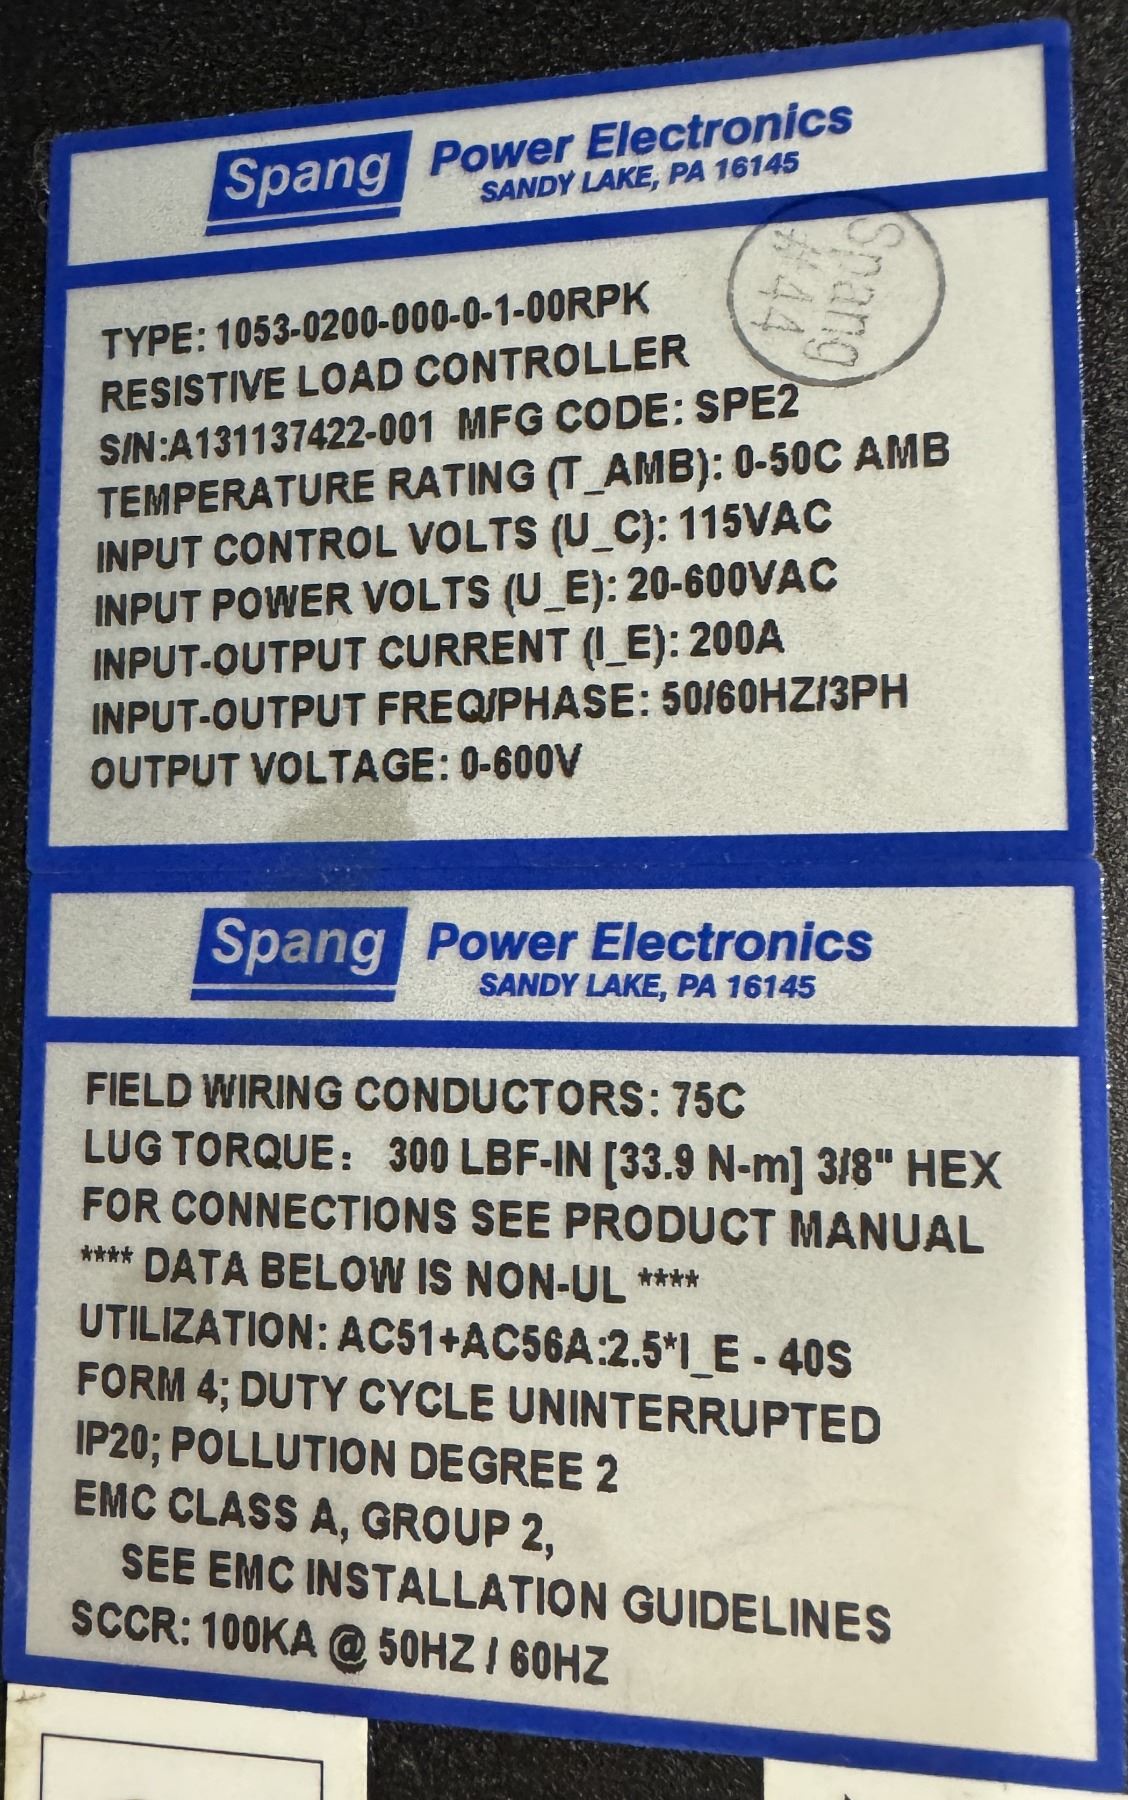 Spang Power Electronics
SANDY LAKE, PA 16145
Spang
#44
TYPE: 1053-0200-000-0-1-00RPK
RESISTIVE LOAD CONTROLLER
S/N:A131137422-001 MFG CODE: SPE2
TEMPERATURE RATING (T_AMB): 0-50C AMB
INPUT CONTROL VOLTS (U_C): 115VAC
INPUT POWER VOLTS (U_E): 20-600VAC
INPUT-OUTPUT CURRENT (I_E): 200A
INPUT-OUTPUT FREQ/PHASE: 50/60HZ/3PH
OUTPUT VOLTAGE: 0-600V
Spang Power Electronics
SANDY LAKE, PA 16145
FIELD WIRING CONDUCTORS: 75C
LUG TORQUE: 300 LBF-IN [33.9 N-m] 3/8" HEX
FOR CONNECTIONS SEE PRODUCT MANUAL
**** DATA BELOW IS NON-UL ****
UTILIZATION: AC51+AC56A:2.5*I_E - 40S
FORM 4; DUTY CYCLE UNINTERRUPTED
IP20; POLLUTION DEGREE 2
EMC CLASS A, GROUP 2,
SEE EMC INSTALLATION GUIDELINES
SCCR: 100KA @ 50HZ / 60HZ